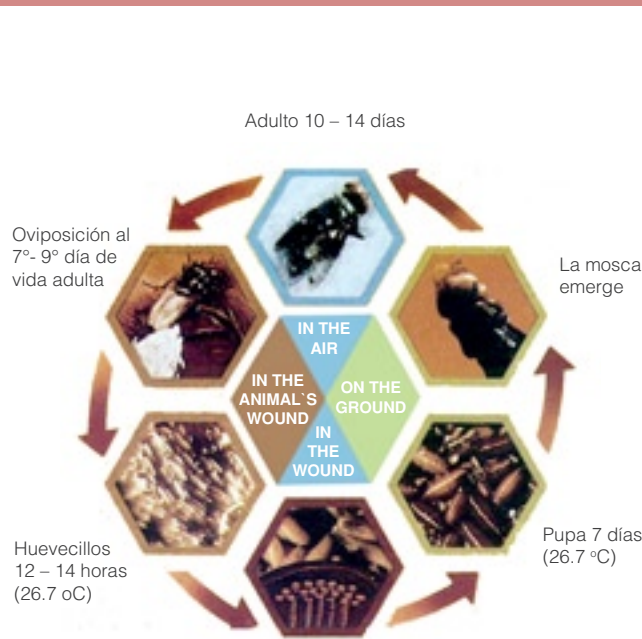 Adulto 10 – 14 días
Oviposición al
7°- 9° día de
vida adulta
La mosca
emerge
IN THE
AIR
IN THE
ANIMAL`S
WOUND
ON THE
GROUND
IN
THE
WOUND
Huevecillos
12 – 14 horas
(26.7 oC)
Pupa 7 días
(26.7 °C)